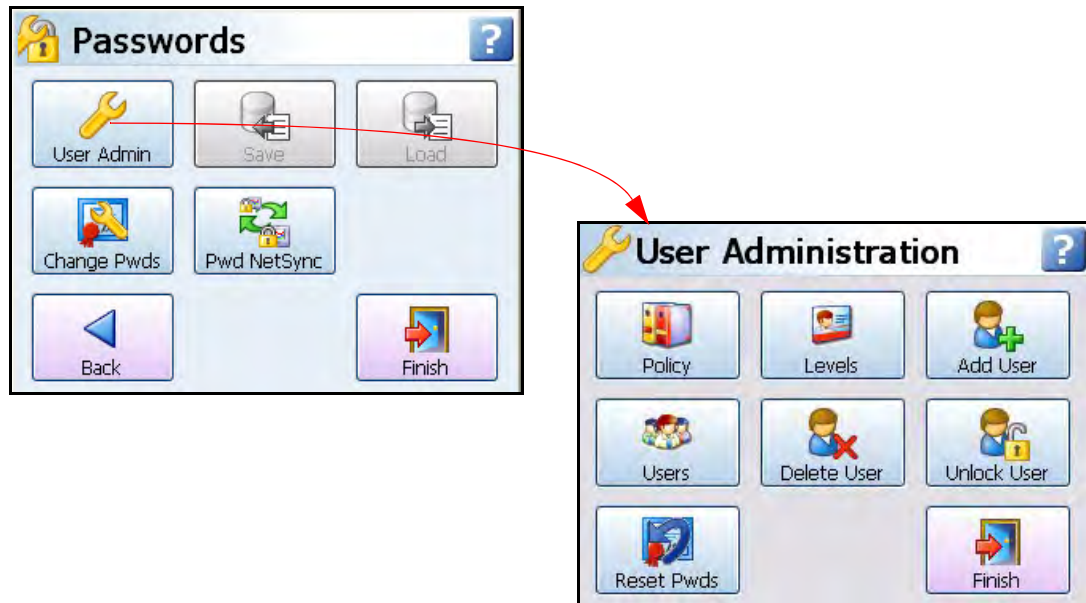 Passwords ?
User Admin Save Load
Change Pwds Pwd NetSync
Back Finish
User Administration ?
Policy Levels Add User
Users Delete User Unlock User
Reset Pwds Finish